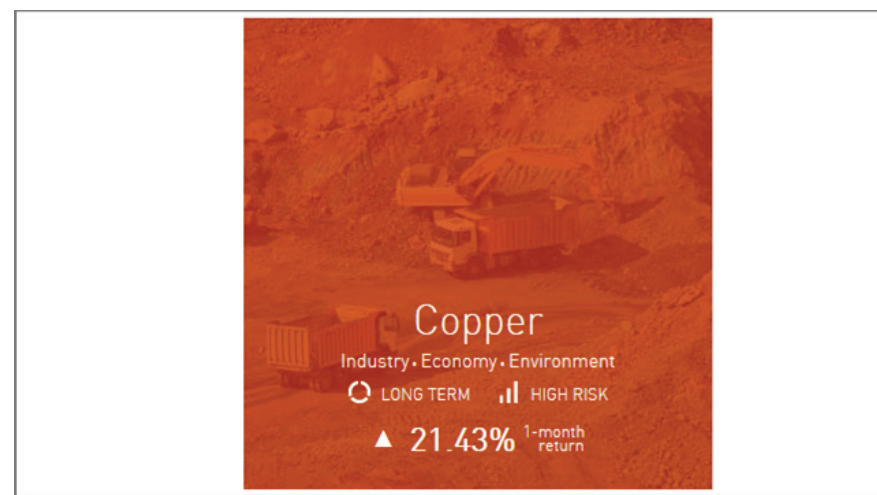 Copper
Industry • Economy • Environment
LONG TERM HIGH RISK
▲ 21.43% 1-month
return